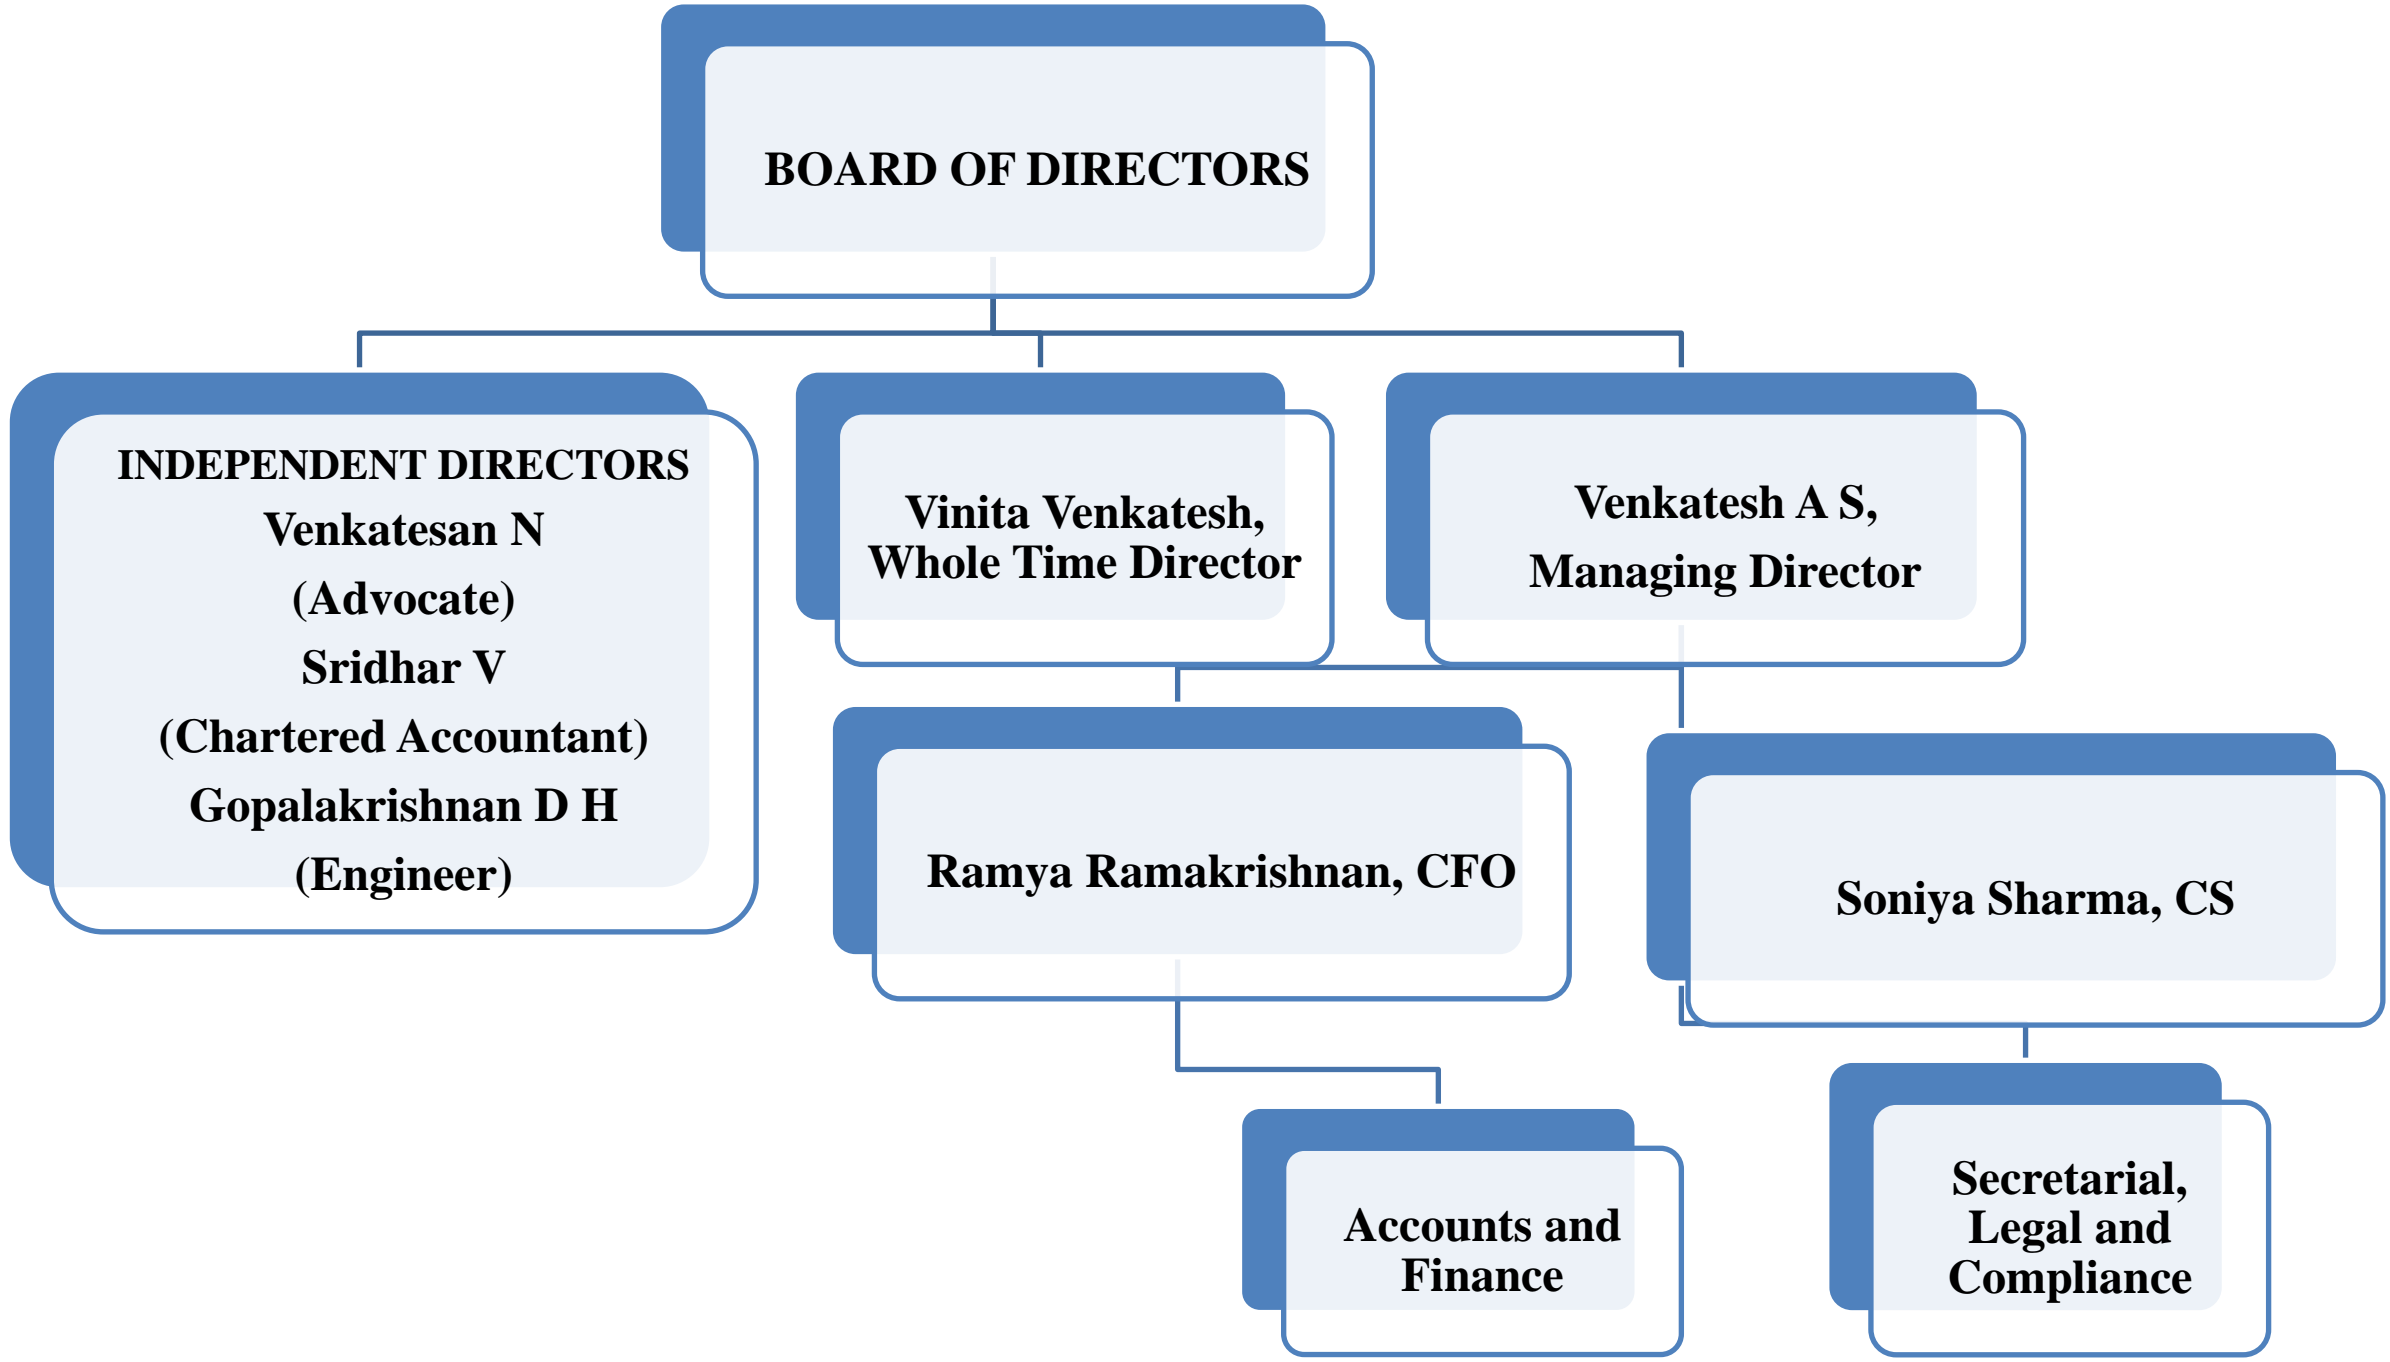 BOARD OF DIRECTORS
INDEPENDENT DIRECTORS
Venkatesan N
(Advocate)
Sridhar V
(Chartered Accountant)
Gopalakrishnan D H
(Engineer)
Vinita Venkatesh,
Whole Time Director
Venkatesh A S,
Managing Director
Ramya Ramakrishnan, CFO
Soniya Sharma, CS
Accounts and
Finance
Secretarial,
Legal and
Compliance